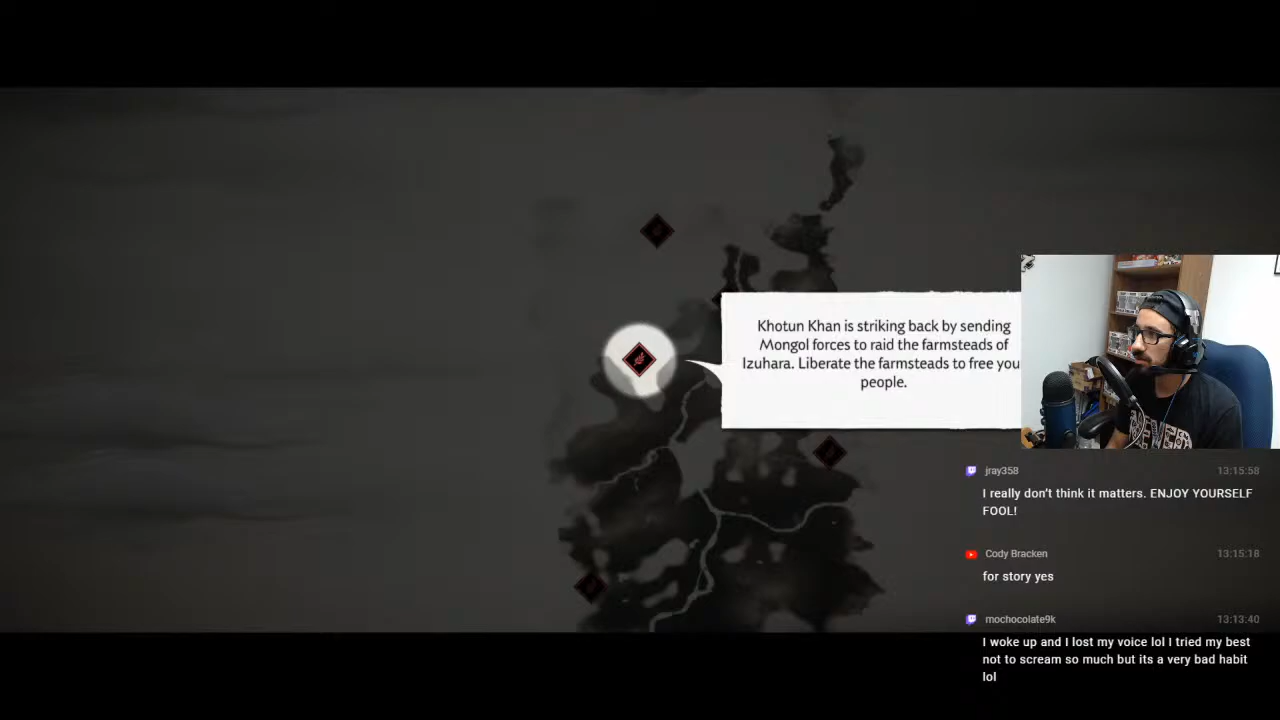 Khotun Khan is striking back by sending
Mongol forces to raid the farmsteads of
Izuhara. Liberate the farmsteads to free you
people.
jray358 13:15:58
I really don't think it matters. ENJOY YOURSELF
FOOL!
Cody Bracken 13:15:18
for story yes
mochocolate9k 13:13:40
I woke up and I lost my voice lol I tried my best
not to scream so much but its a very bad habit
lol